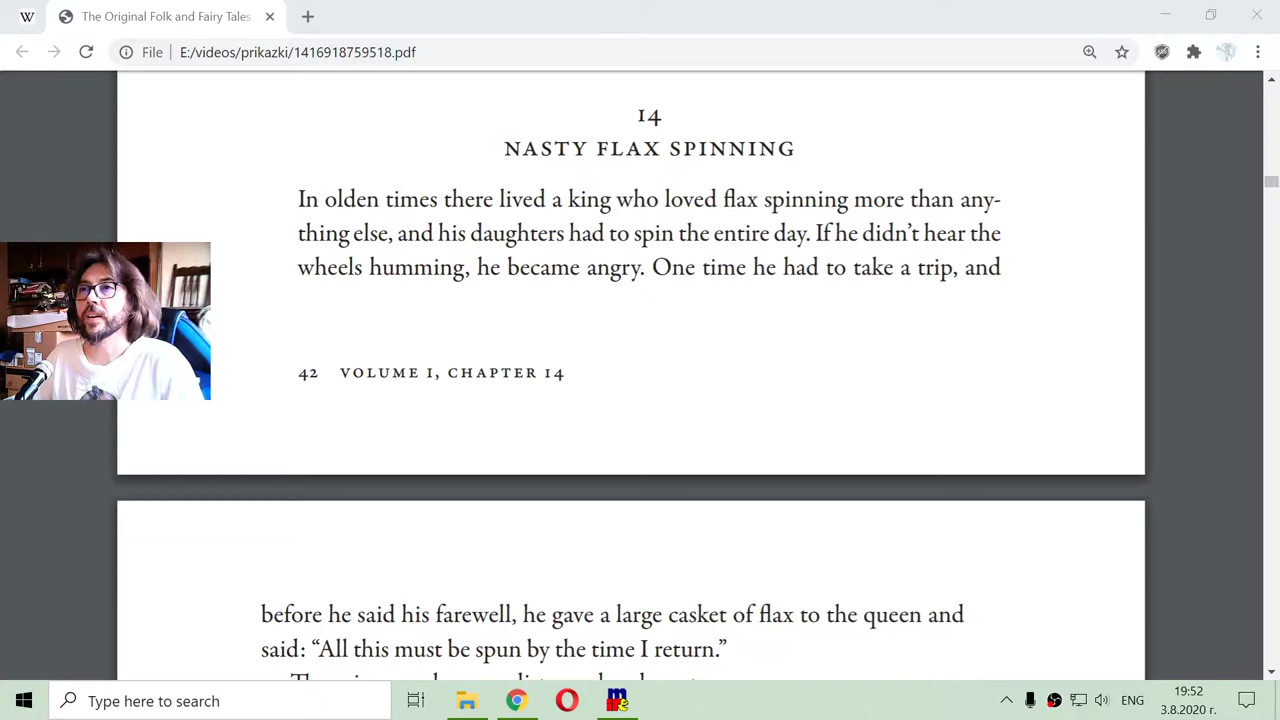 The Original Folk and Fairy Tales
File
E:/videos/prikazki/1416918759518.pdf
14
NASTY FLAX SPINNING
In olden times there lived a king who loved flax spinning more than any-
thing else, and his daughters had to spin the entire day. If he didn't hear the
wheels humming, he became angry. One time he had to take a trip, and
42 VOLUME I, CHAPTER 14
before he said his farewell, he gave a large casket of flax to the queen and
said: “All this must be spun by the time I return.”
Type here to search
ЕНГ
19:52
3.8.2020 г.